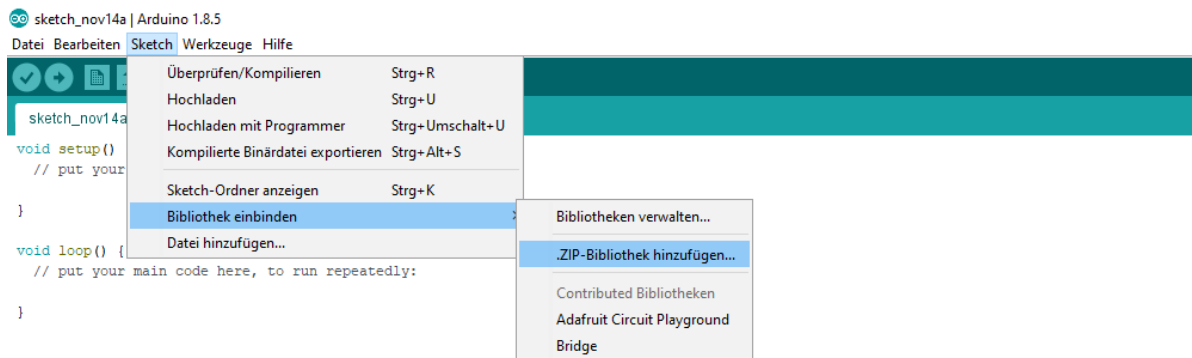 sketch_nov14a | Arduino 1.8.5
Datei Bearbeiten Sketch Werkzeuge Hilfe
Überprüfen/Kompilieren Strg+R
Hochladen Strg+U
sketch_nov14a
Hochladen mit Programmer Strg+Umschalt+U
void setup()
Kompilierte Binärdatei exportieren Strg+Alt+S
// put your
Sketch-Ordner anzeigen Strg+K
}
Bibliothek einbinden
Bibliotheken verwalten...
Datei hinzufügen...
void loop() {
.ZIP-Bibliothek hinzufügen...
// put your main code here, to run repeatedly:
Contributed Bibliotheken
}
Adafruit Circuit Playground
Bridge